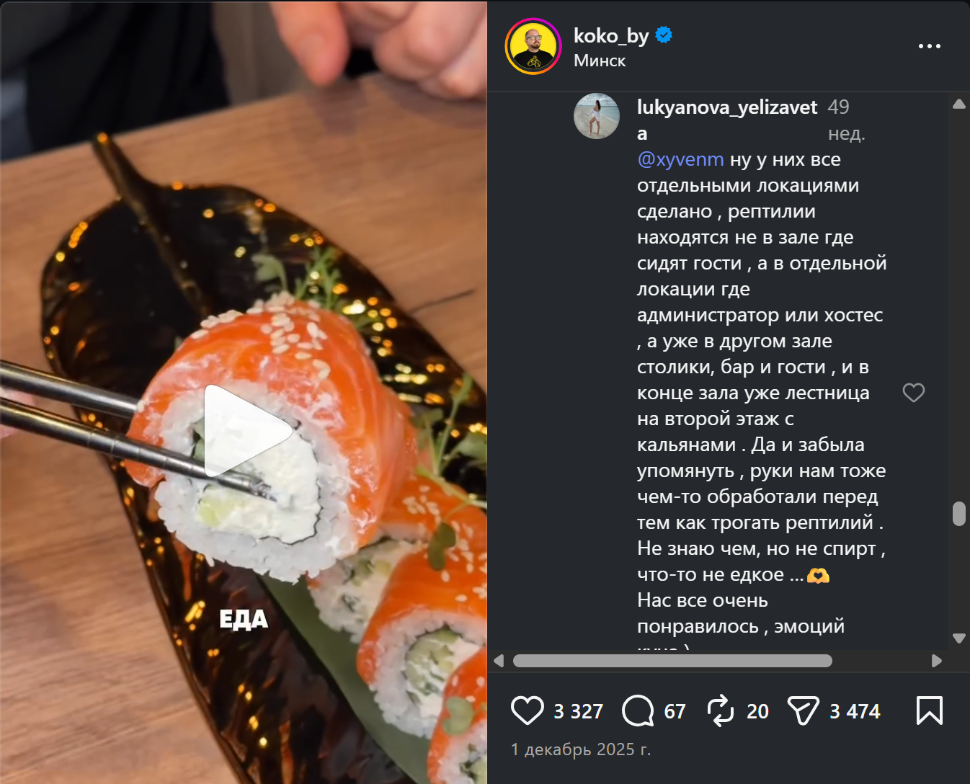 koko_by
Минск
lukyanova_yelizavet
a
49
нед.
@xyvenm ну у них все
отдельными локациями
сделано , рептилии
находятся не в зале где
сидят гости , а в отдельной
локации где
администратор или хостес
, а уже в другом зале
столики, бар и гости , и в
конце зала уже лестница
на второй этаж с
кальянами . Да и забыла
упомянуть , руки нам тоже
чем-то обработали перед
тем как трогать рептилий .
Не знаю чем, но не спирт ,
что-то не едкое ...🫶
Нас все очень
понравилось , эмоций
ЕДА
3 327
67
20
3 474
1 декабрь 2025 г.